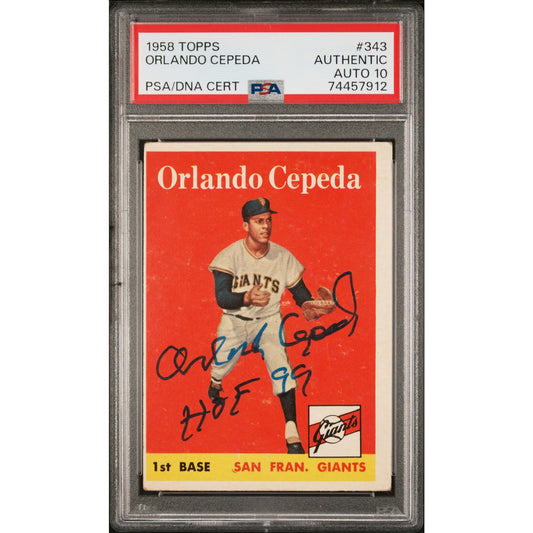 1958 TOPPS #343
ORLANDO CEPEDA AUTHENTIC
AUTO 10
PSA/DNA CERT PSA 74457912
Orlando Cepeda
GIANTS
Orlando Cepeda
HOF 99
Giants
1st BASE SAN FRAN. GIANTS
PSA